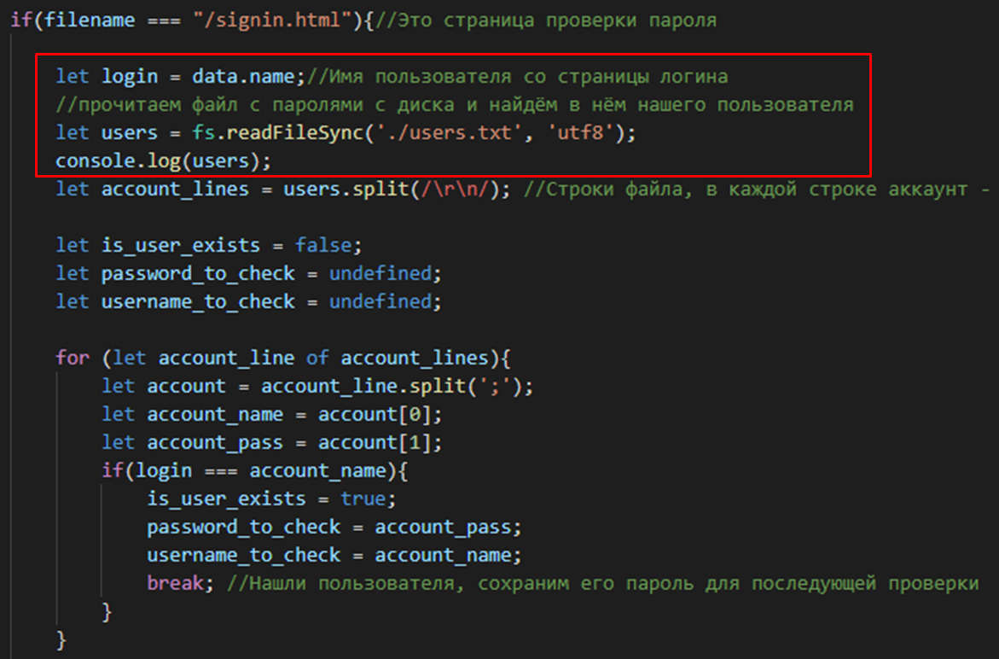 if(filename === "/signin.html"){//Это страница проверки пароля
let login = data.name;//Имя пользователя со страницы логина
//прочитаем файл с паролями с диска и найдём в нём нашего пользователя
let users = fs.readFileSync('./users.txt', 'utf8');
console.log(users);
let account_lines = users.split(/\r\n/); //Строки файла, в каждой строке аккаунт -
let is_user_exists = false;
let password_to_check = undefined;
let username_to_check = undefined;
for (let account_line of account_lines){
let account = account_line.split(';');
let account_name = account[0];
let account_pass = account[1];
if(login === account_name){
is_user_exists = true;
password_to_check = account_pass;
username_to_check = account_name;
break; //Нашли пользователя, сохраним его пароль для последующей проверки
}
}